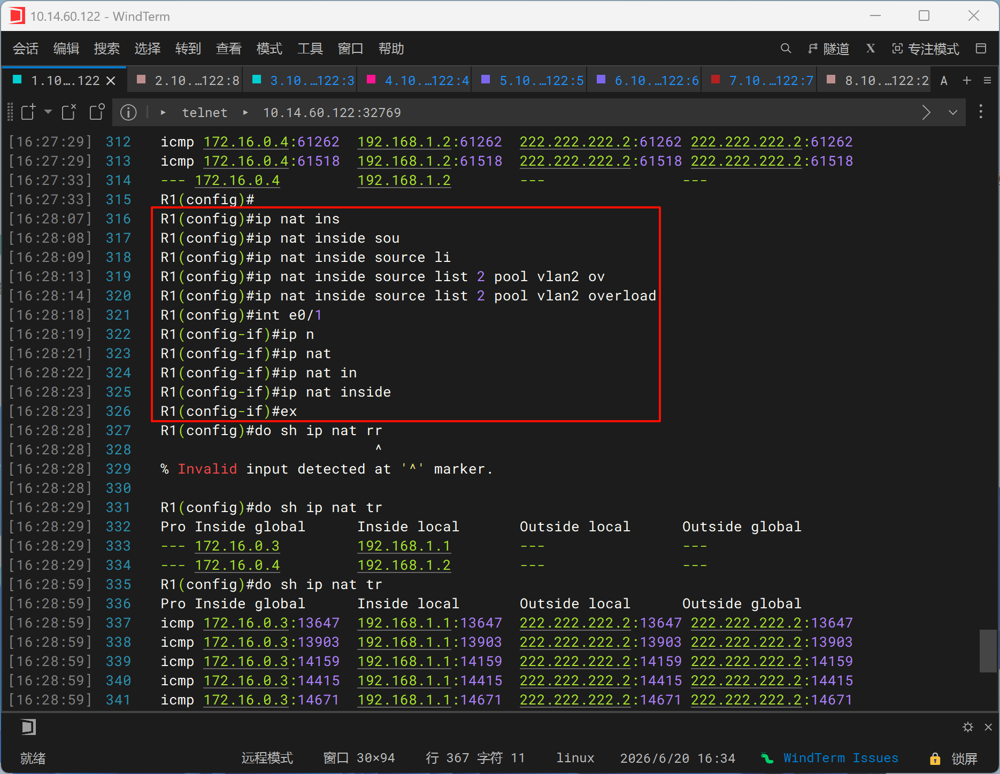 10.14.60.122 - WindTerm
会话 编辑 搜索 选择 转到 查看 模式 工具 窗口 帮助 隧道 X 专注模式
1.10….122 2.10.…122:8 3.10.…122:3 4.10.…122:4 5.10.…122:5 6.10.…122:6 7.10.…122:7 8.10.…122:2 A
telnet 10.14.60.122:32769
[16:27:29] 312 icmp 172.16.0.4:61262 192.168.1.2:61262 222.222.222.2:61262 222.222.222.2:61262
[16:27:29] 313 icmp 172.16.0.4:61518 192.168.1.2:61518 222.222.222.2:61518 222.222.222.2:61518
[16:27:33] 314 --- 172.16.0.4 192.168.1.2 --- ---
[16:27:33] 315 R1(config)#
[16:28:07] 316 R1(config)#ip nat ins
[16:28:08] 317 R1(config)#ip nat inside sou
[16:28:09] 318 R1(config)#ip nat inside source li
[16:28:13] 319 R1(config)#ip nat inside source list 2 pool vlan2 ov
[16:28:14] 320 R1(config)#ip nat inside source list 2 pool vlan2 overload
[16:28:18] 321 R1(config)#int e0/1
[16:28:19] 322 R1(config-if)#ip n
[16:28:21] 323 R1(config-if)#ip nat
[16:28:22] 324 R1(config-if)#ip nat in
[16:28:23] 325 R1(config-if)#ip nat inside
[16:28:23] 326 R1(config-if)#ex
[16:28:28] 327 R1(config)#do sh ip nat rr
[16:28:28] 328 ^
[16:28:28] 329 % Invalid input detected at '^' marker.
[16:28:28] 330
[16:28:29] 331 R1(config)#do sh ip nat tr
[16:28:29] 332 Pro Inside global Inside local Outside local Outside global
[16:28:29] 333 --- 172.16.0.3 192.168.1.1 --- ---
[16:28:29] 334 --- 172.16.0.4 192.168.1.2 --- ---
[16:28:59] 335 R1(config)#do sh ip nat tr
[16:28:59] 336 Pro Inside global Inside local Outside local Outside global
[16:28:59] 337 icmp 172.16.0.3:13647 192.168.1.1:13647 222.222.222.2:13647 222.222.222.2:13647
[16:28:59] 338 icmp 172.16.0.3:13903 192.168.1.1:13903 222.222.222.2:13903 222.222.222.2:13903
[16:28:59] 339 icmp 172.16.0.3:14159 192.168.1.1:14159 222.222.222.2:14159 222.222.222.2:14159
[16:28:59] 340 icmp 172.16.0.3:14415 192.168.1.1:14415 222.222.222.2:14415 222.222.222.2:14415
[16:28:59] 341 icmp 172.16.0.3:14671 192.168.1.1:14671 222.222.222.2:14671 222.222.222.2:14671
就绪 远程模式 窗口 30×94 行 367 字符 11 linux 2026/6/20 16:34 WindTerm Issues 锁屏